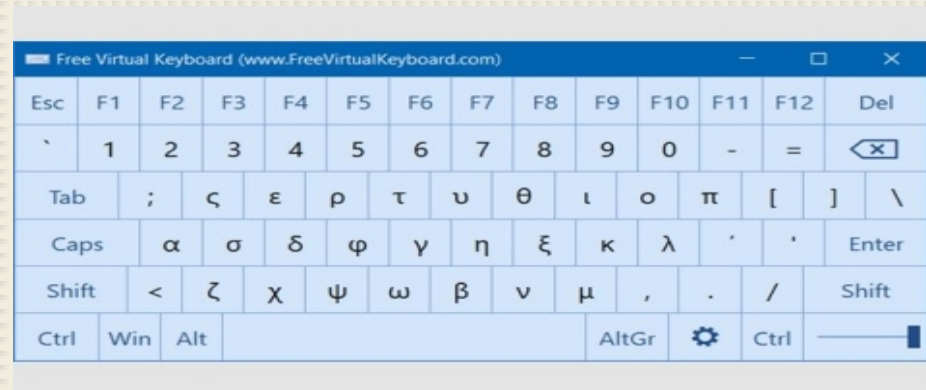 Free Virtual Keyboard (www.FreeVirtualKeyboard.com)
Esc F1 F2 F3 F4 F5 F6 F7 F8 F9 F10 F11 F12 Del
` 1 2 3 4 5 6 7 8 9 0 - =
Tab ; ς ε ρ τ υ θ ι ο π [ ] \
Caps α σ δ φ γ η ξ κ λ ΄ ' Enter
Shift < ζ χ ψ ω β ν μ , . / Shift
Ctrl Win Alt AltGr Ctrl